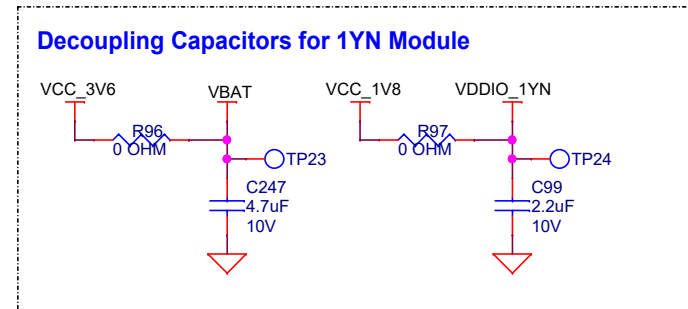 Decoupling Capacitors for 1YN Module
VCC_3V6
VBAT
VCC_1V8
VDDIO_1YN
R96
0 OHM
TP23
R97
0 OHM
TP24
C247
4.7uF
10V
C99
2.2uF
10V